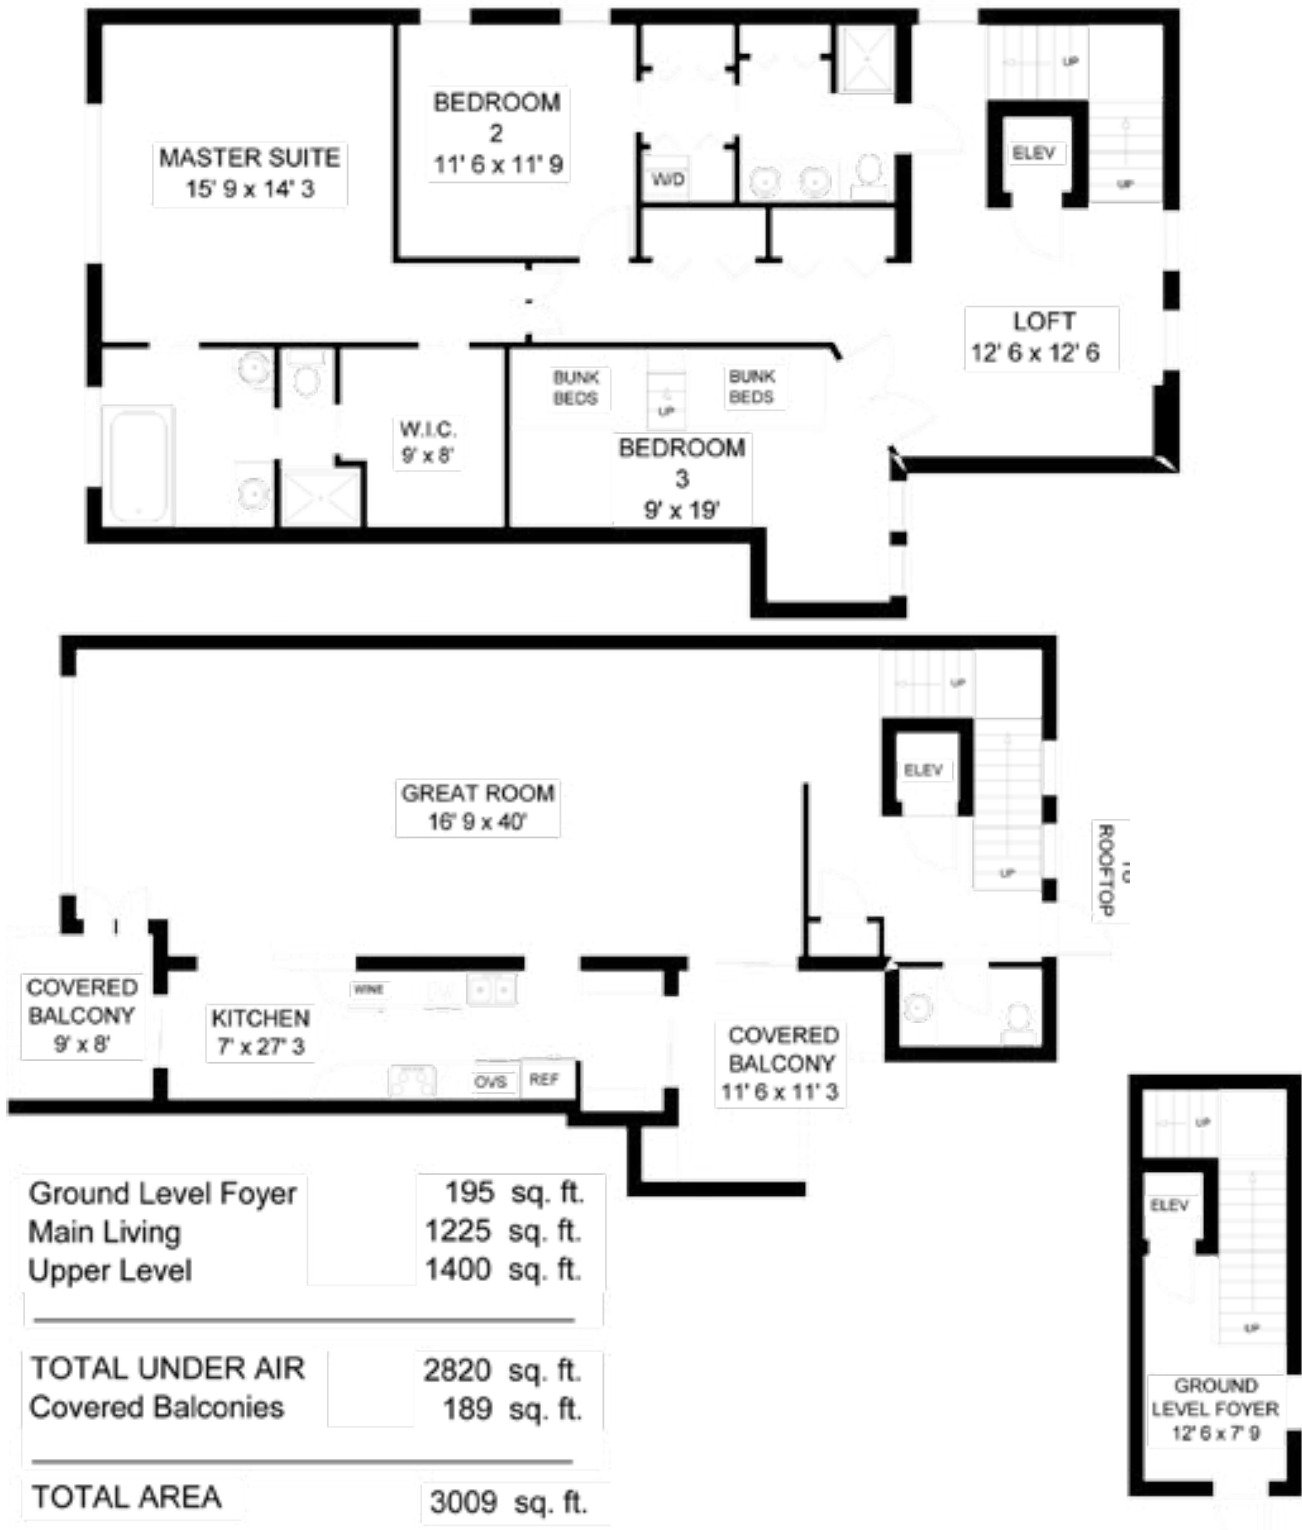 MASTER SUITE
15' 9 x 14' 3
BEDROOM
2
11' 6 x 11' 9
W/D
UP
ELEV
UP
UP
LOFT
12' 6 x 12' 6
W.I.C.
9' x 8'
BUNK
BEDS
UP
BUNK
BEDS
BEDROOM
3
9' x 19'
UP
ELEV
UP
GREAT ROOM
16' 9 x 40'
ROOFTOP
COVERED
BALCONY
9' x 8'
KITCHEN
7' x 27' 3
WINE
OVS
REF
COVERED
BALCONY
11' 6 x 11' 3
UP
ELEV
UP
GROUND
LEVEL FOYER
12' 6 x 7' 9
Ground Level Foyer 195 sq. ft.
Main Living 1225 sq. ft.
Upper Level 1400 sq. ft.
TOTAL UNDER AIR 2820 sq. ft.
Covered Balconies 189 sq. ft.
TOTAL AREA 3009 sq. ft.